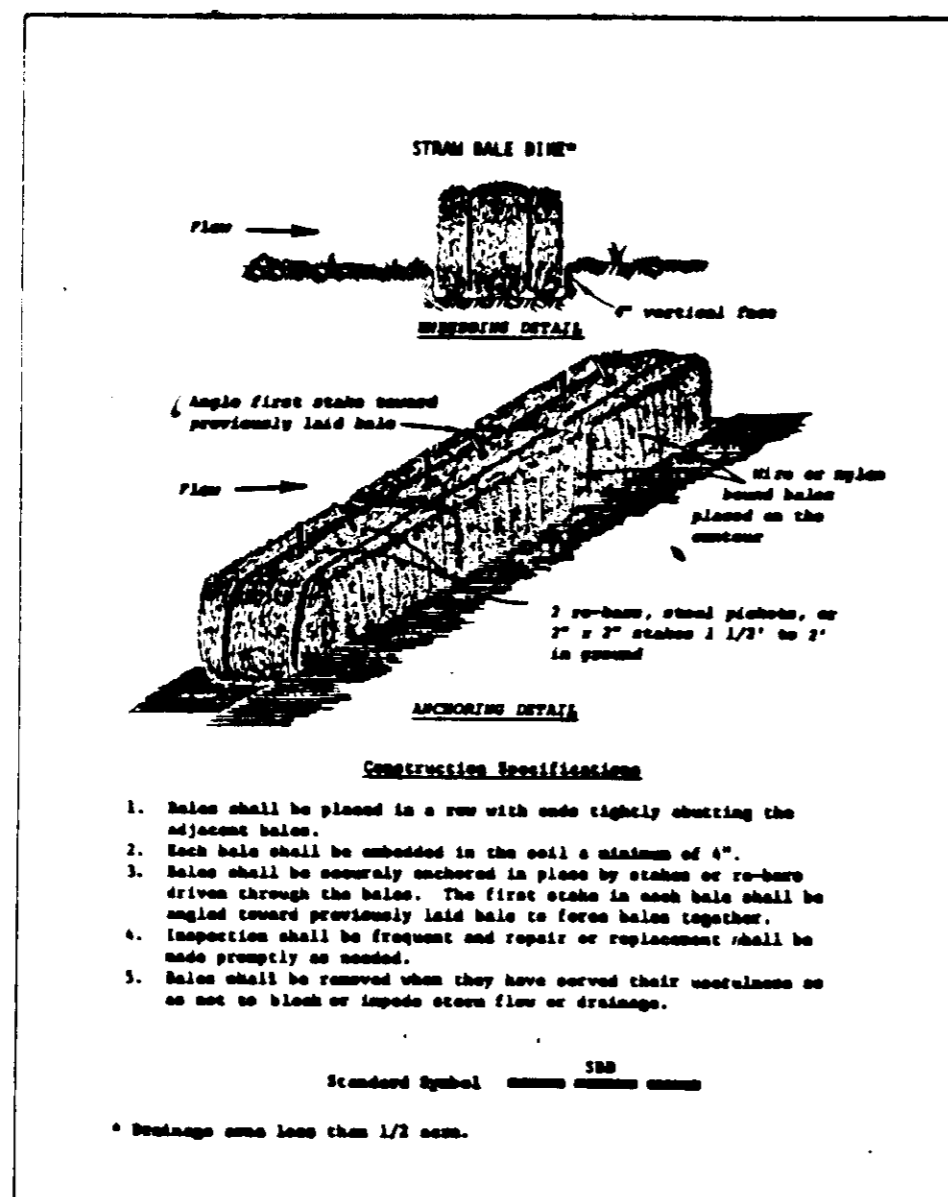 STRAW BALE DIKE*
Flow
4" vertical face
EMBEDDING DETAIL
Angle first stake toward
previously laid bale
Flow
Wire or nylon
bound bales
placed on the
contour
2 re-bars, steel pickets, or
2" x 2" stakes 1 1/2' to 2'
in ground
ANCHORING DETAIL
Construction Specifications
1. Bales shall be placed in a row with ends tightly abutting the
adjacent bales.
2. Each bale shall be embedded in the soil a minimum of 4".
3. Bales shall be securely anchored in place by stakes or re-bars
driven through the bales. The first stake in each bale shall be
angled toward previously laid bale to force bales together.
4. Inspection shall be frequent and repair or replacement shall be
made promptly as needed.
5. Bales shall be removed when they have served their usefulness so
as not to block or impede storm flow or drainage.
SBD
Standard Symbol
* Drainage area less than 1/2 acre.